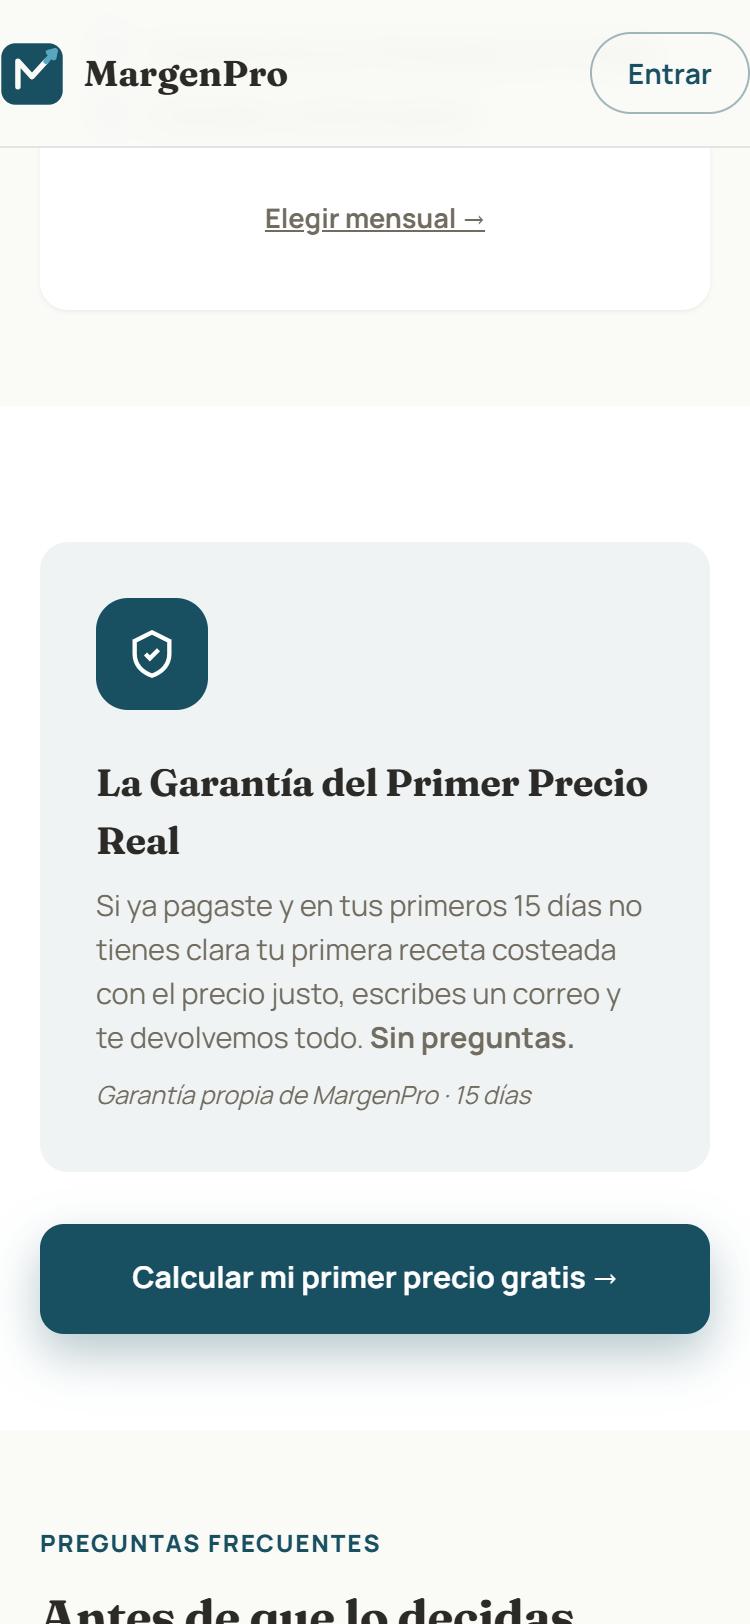 MargenPro
Entrar
Elegir mensual →
La Garantía del Primer Precio
Real
Si ya pagaste y en tus primeros 15 días no
tienes clara tu primera receta costeada
con el precio justo, escribes un correo y
te devolvemos todo. Sin preguntas.
Garantía propia de MargenPro · 15 días
Calcular mi primer precio gratis →
PREGUNTAS FRECUENTES
Antes de que lo decidas